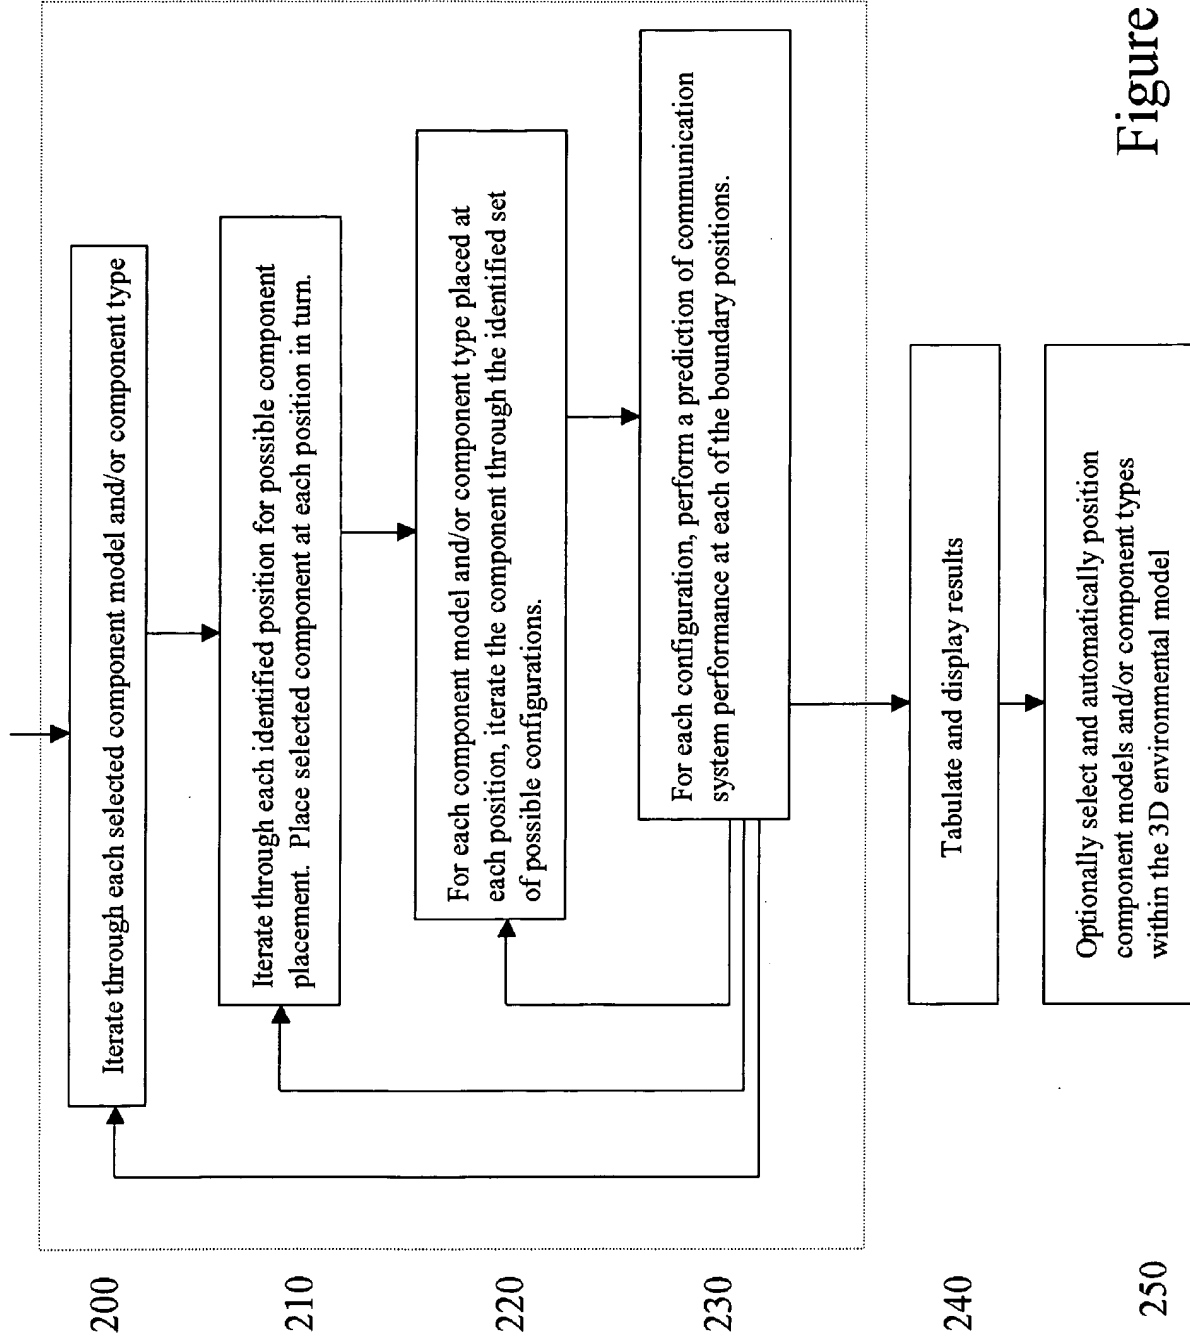 200
Iterate through each selected component model and/or component type
210
Iterate through each identified position for possible component
placement. Place selected component at each position in turn.
220
For each component model and/or component type placed at
each position, iterate the component through the identified set
of possible configurations.
230
For each configuration, perform a prediction of communication
system performance at each of the boundary positions.
240
Tabulate and display results
250
Optionally select and automatically position
component models and/or component types
within the 3D environmental model
Figure